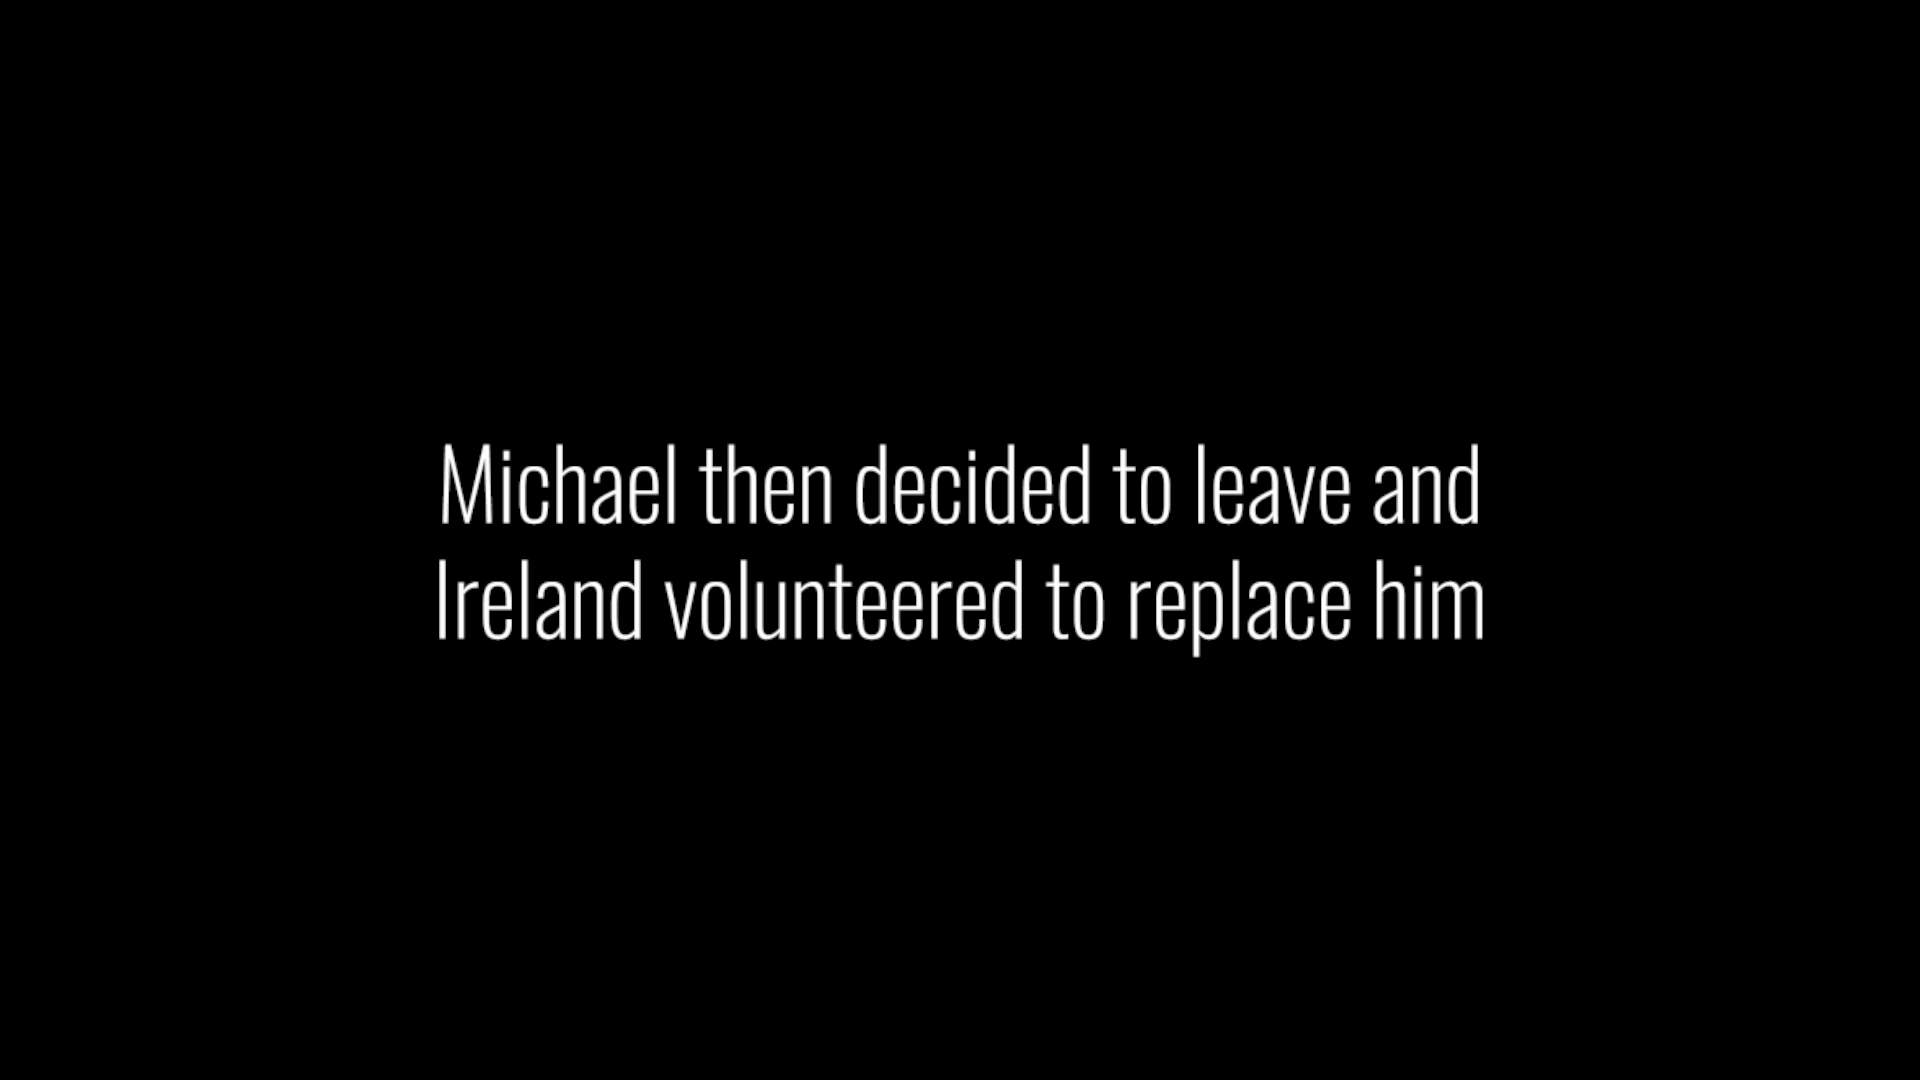 Michael then decided to leave and
Ireland volunteered to replace him